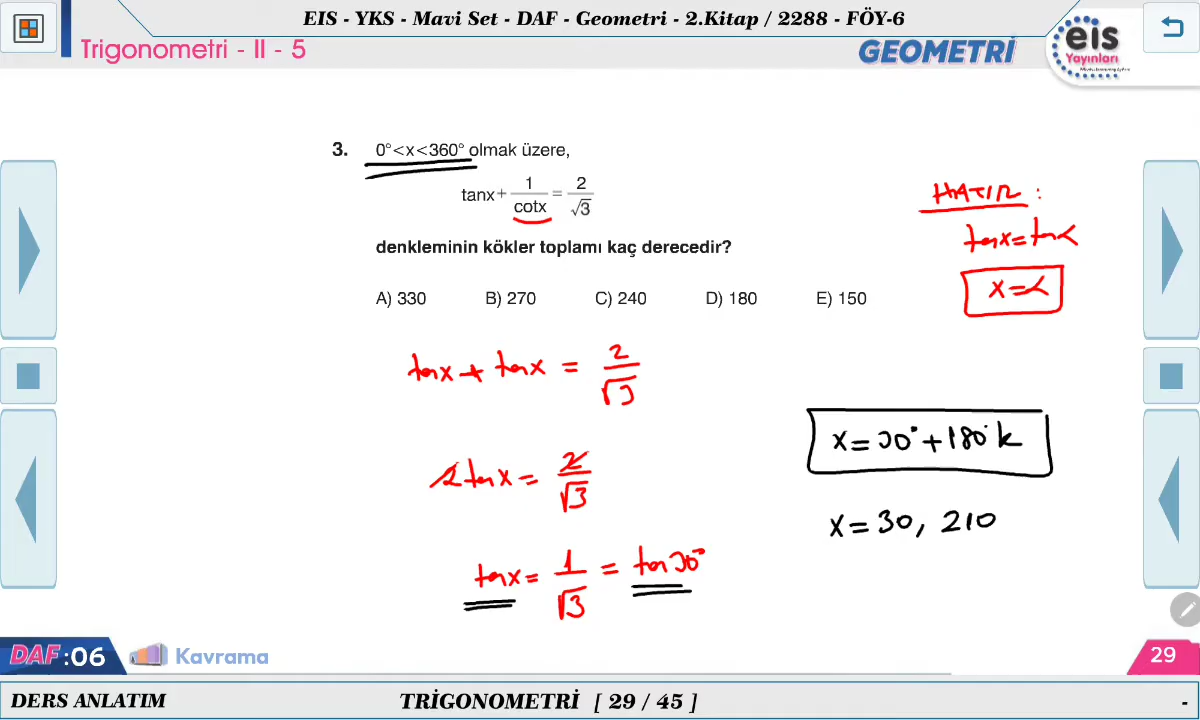 EIS - YKS - Mavi Set - DAF - Geometri - 2.Kitap / 2288 - FÖY-6
Trigonometri - II - 5
GEOMETRİ
eis
Yayınları
3. 0°<x<360° olmak üzere,
tanx + 1/cotx = 2/√3
denkleminin kökler toplamı kaç derecedir?
A) 330 B) 270 C) 240 D) 180 E) 150
HATIR :
tanx = tanα
x = α
tanx + tanx = 2/√3
2tanx = 2/√3
tanx = 1/√3 = tan30°
x = 30° + 180°k
x = 30, 210
DAF:06 Kavrama
29
DERS ANLATIM
TRİGONOMETRİ [ 29 / 45 ]
-